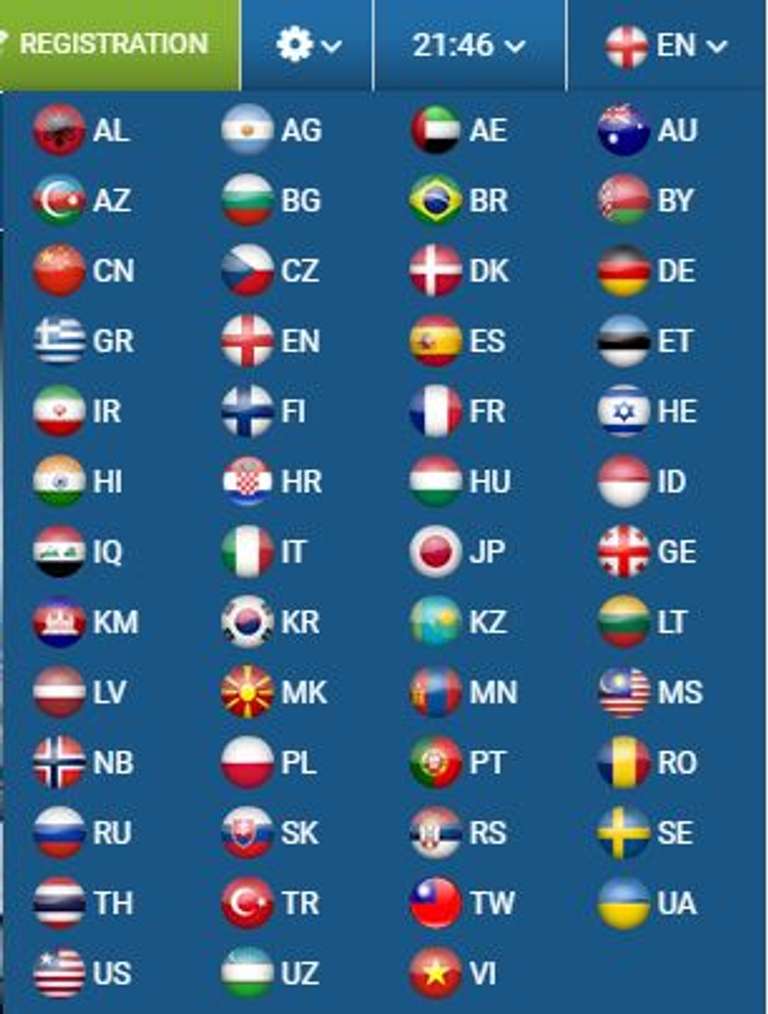 REGISTRATION 21:46 EN
AL AG AE AU
AZ BG BR BY
CN CZ DK DE
GR EN ES ET
IR FI FR HE
HI HR HU ID
IQ IT JP GE
KM KR KZ LT
LV MK MN MS
NB PL PT RO
RU SK RS SE
TH TR TW UA
US UZ VI